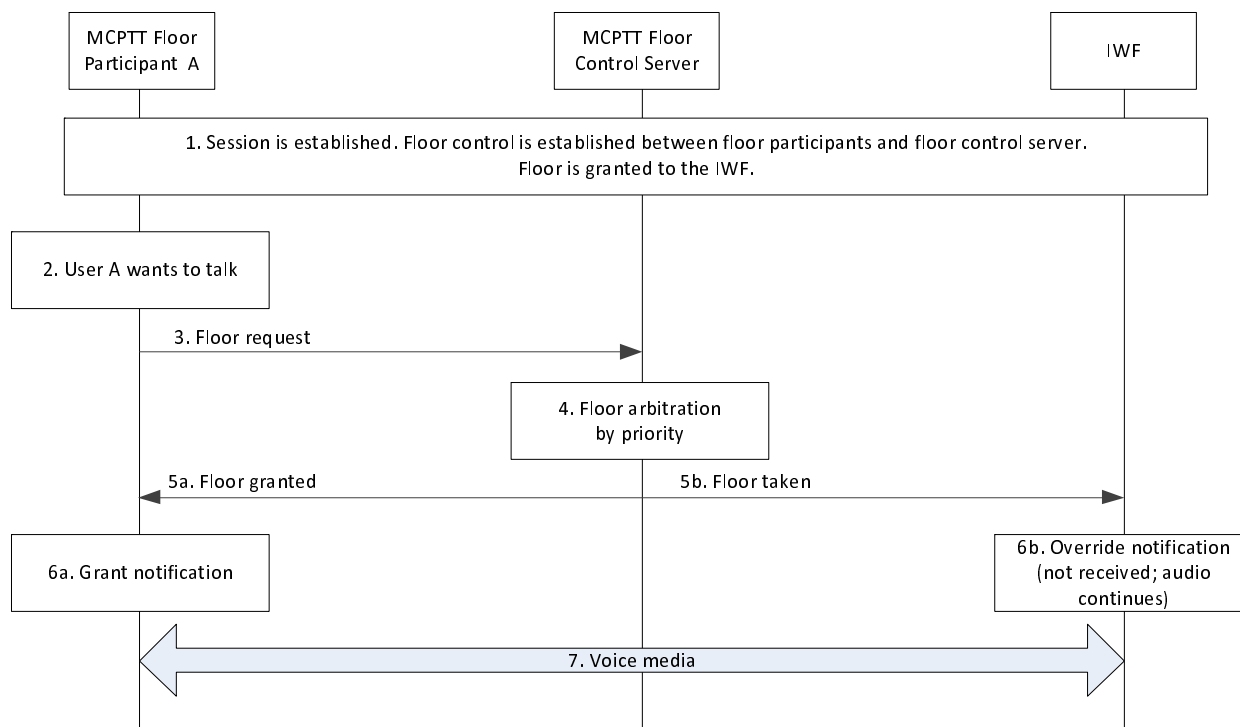 MCPTT Floor
Participant A
MCPTT Floor
Control Server
IWF
1. Session is established. Floor control is established between floor participants and floor control server.
Floor is granted to the IWF.
2. User A wants to talk
3. Floor request
4. Floor arbitration
by priority
5a. Floor granted
5b. Floor taken
6a. Grant notification
6b. Override notification
(not received; audio
continues)
7. Voice media